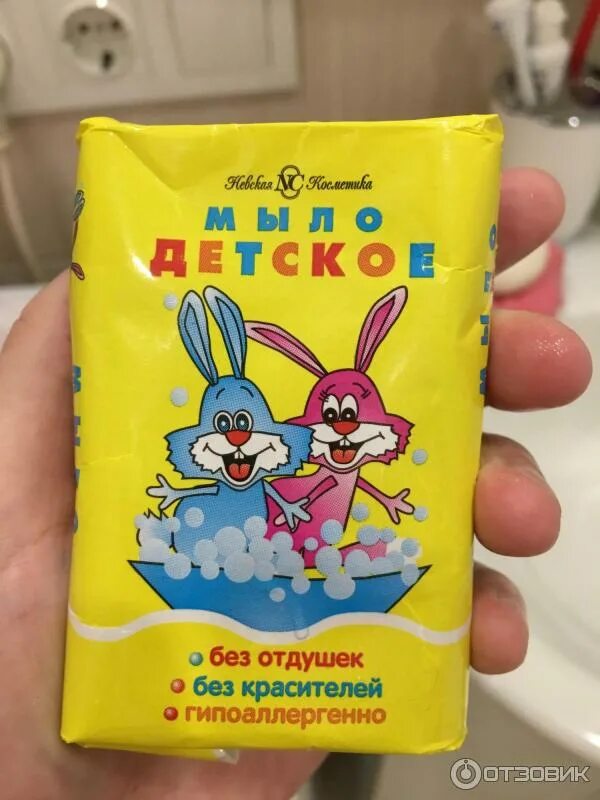 Невская NC Косметика
МЫЛО
ДЕТСКОЕ
без отдушек
без красителей
гипоаллергенно
ОТЗОВИК